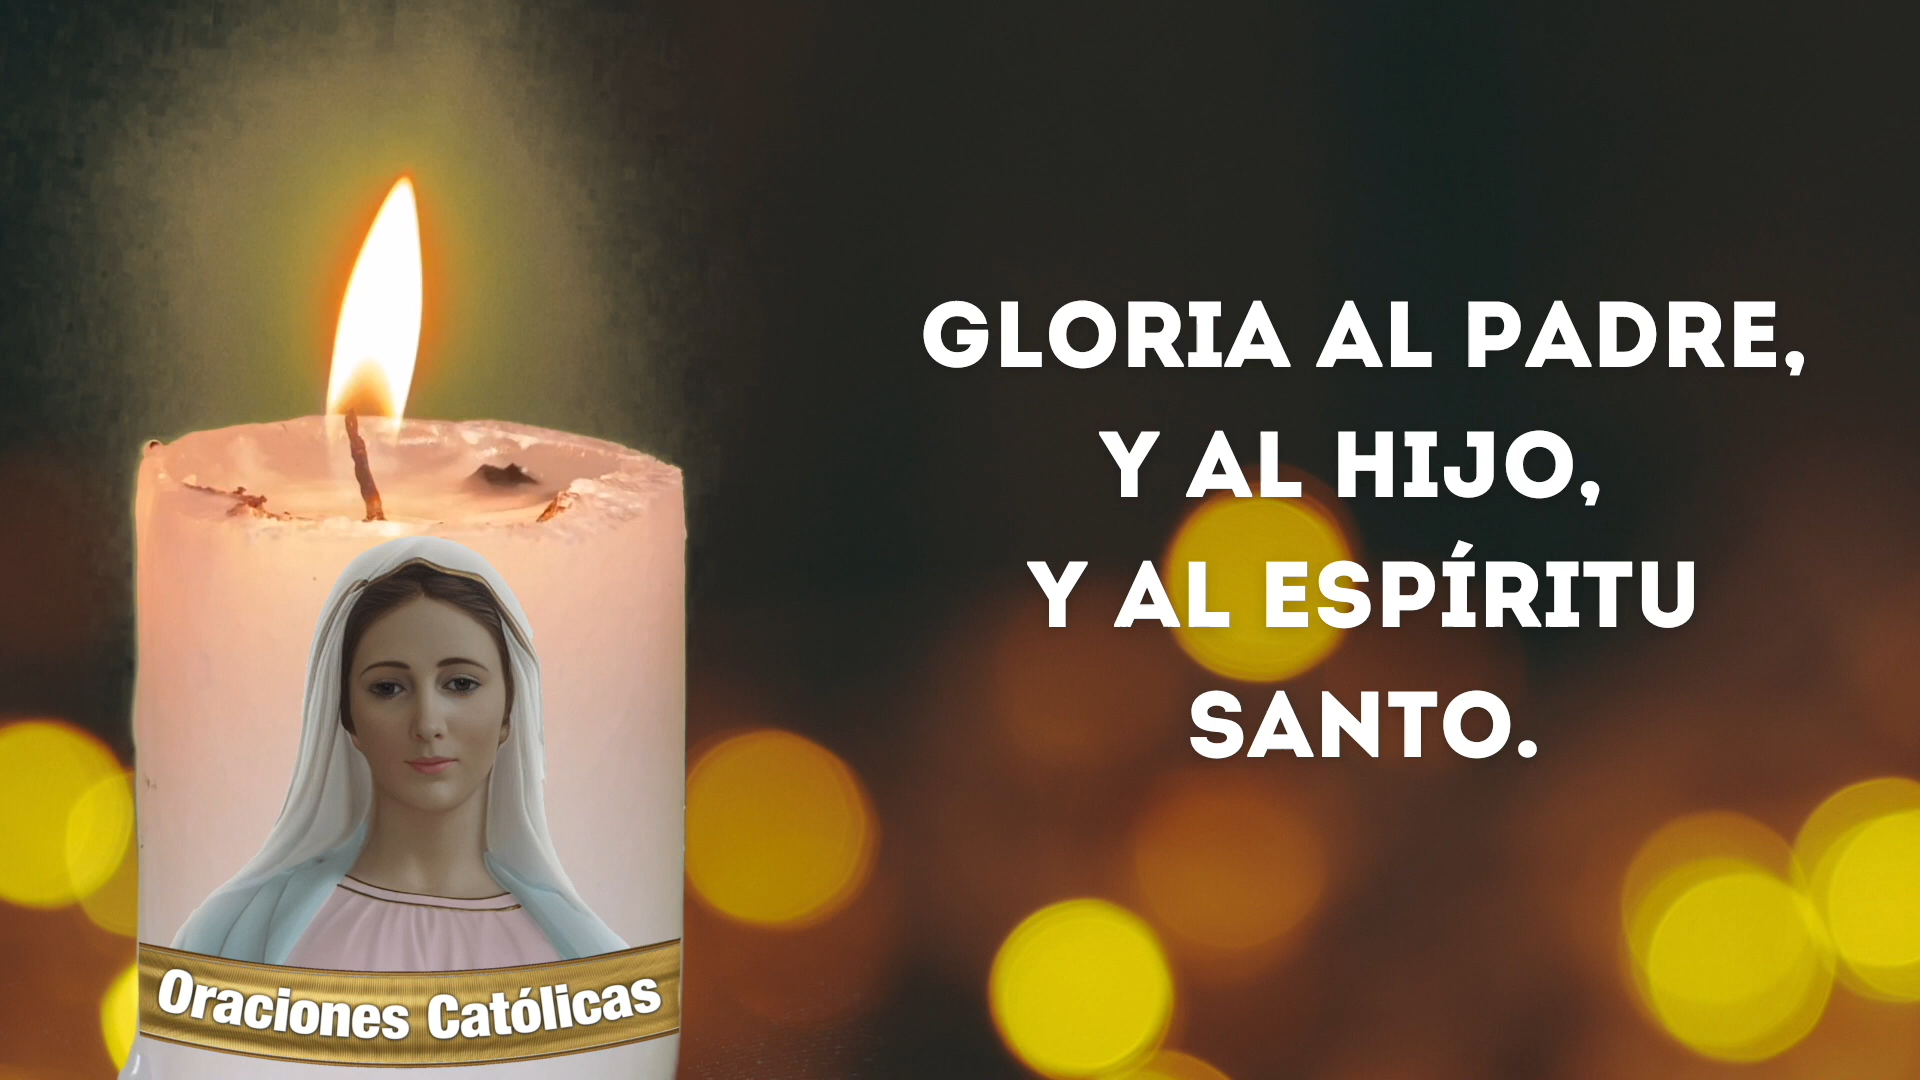 GLORIA AL PADRE,
Y AL HIJO,
Y AL ESPÍRITU
SANTO.
Oraciones Católicas